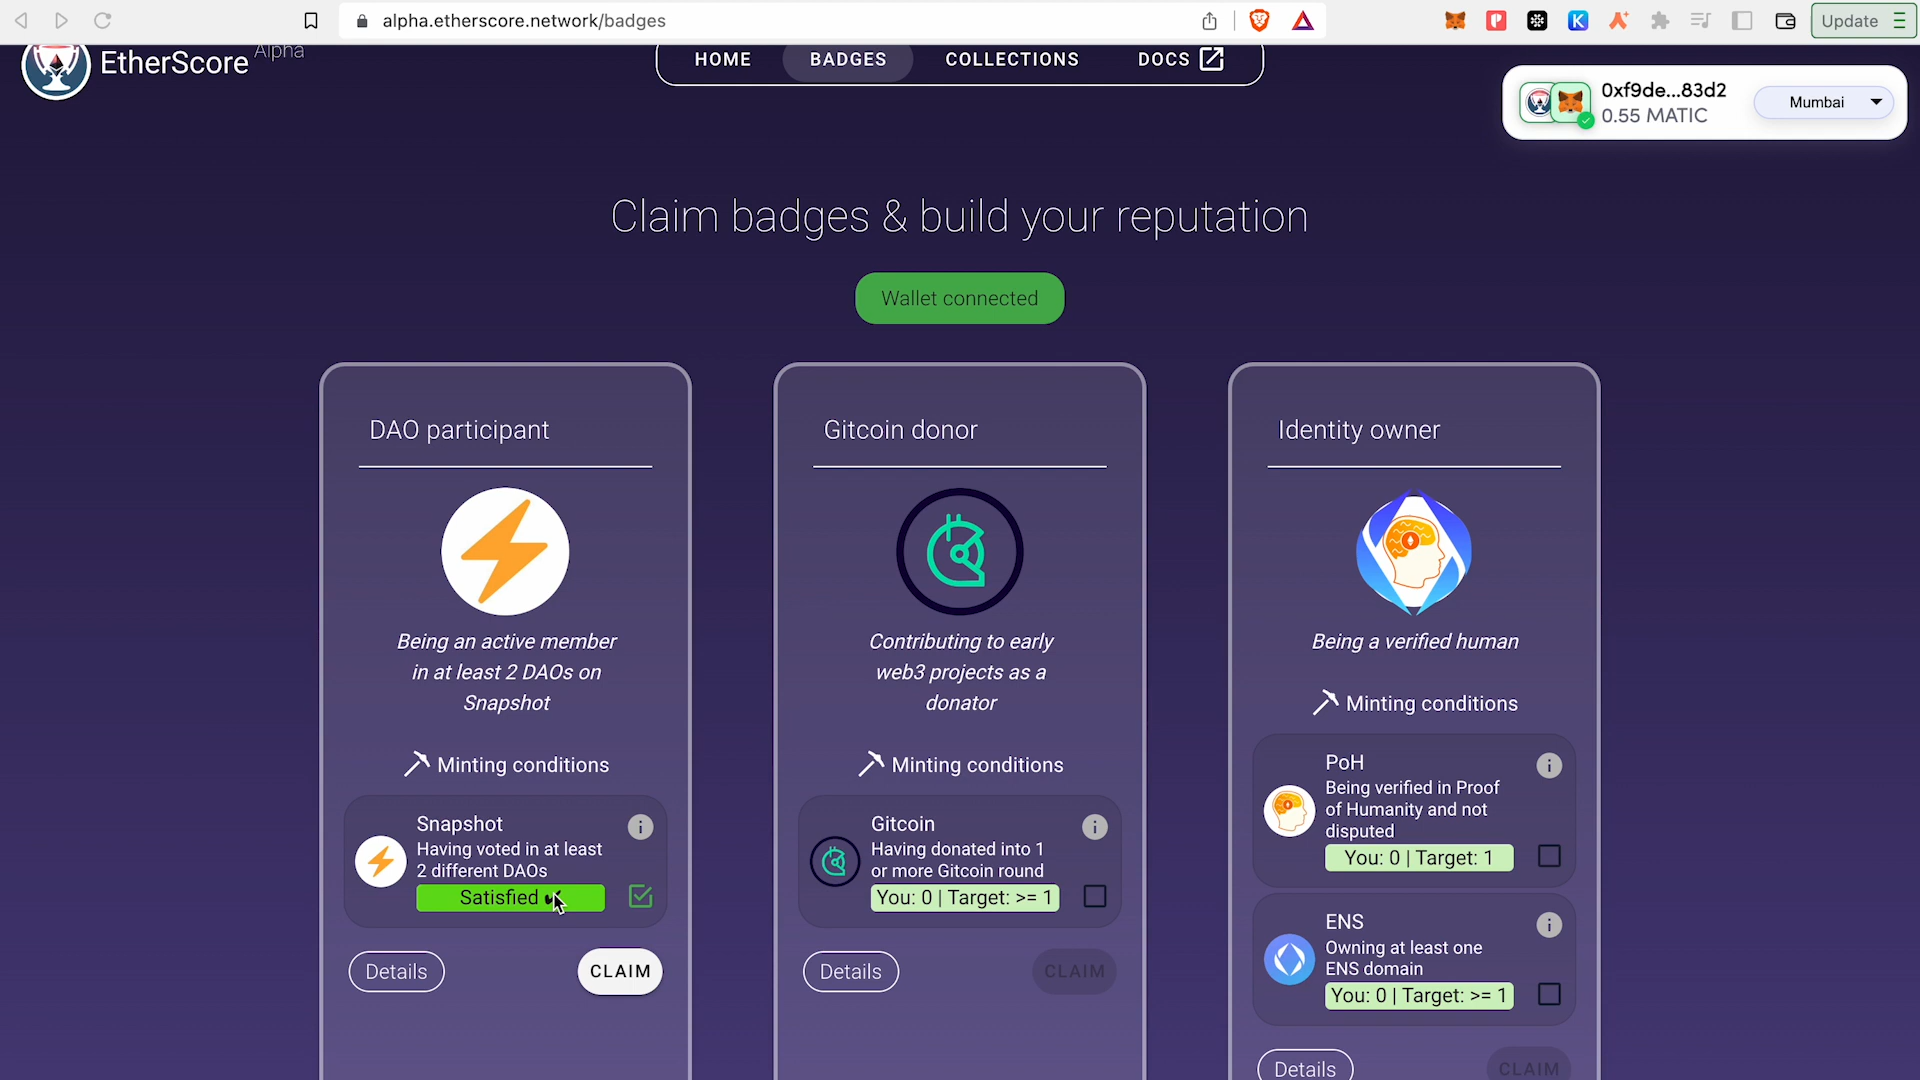 alpha.etherscore.network/badges
Update
EtherScore Alpha
HOME
BADGES
COLLECTIONS
DOCS
0xf9de...83d2
0.55 MATIC
Mumbai
Claim badges & build your reputation
Wallet connected
DAO participant
Being an active member
in at least 2 DAOs on
Snapshot
Minting conditions
Snapshot
Having voted in at least
2 different DAOs
Satisfied ✔
Details
CLAIM
Gitcoin donor
Contributing to early
web3 projects as a
donator
Minting conditions
Gitcoin
Having donated into 1
or more Gitcoin round
You: 0 | Target: >= 1
Details
CLAIM
Identity owner
Being a verified human
Minting conditions
PoH
Being verified in Proof
of Humanity and not
disputed
You: 0 | Target: 1
ENS
Owning at least one
ENS domain
You: 0 | Target: >= 1
Details
CLAIM